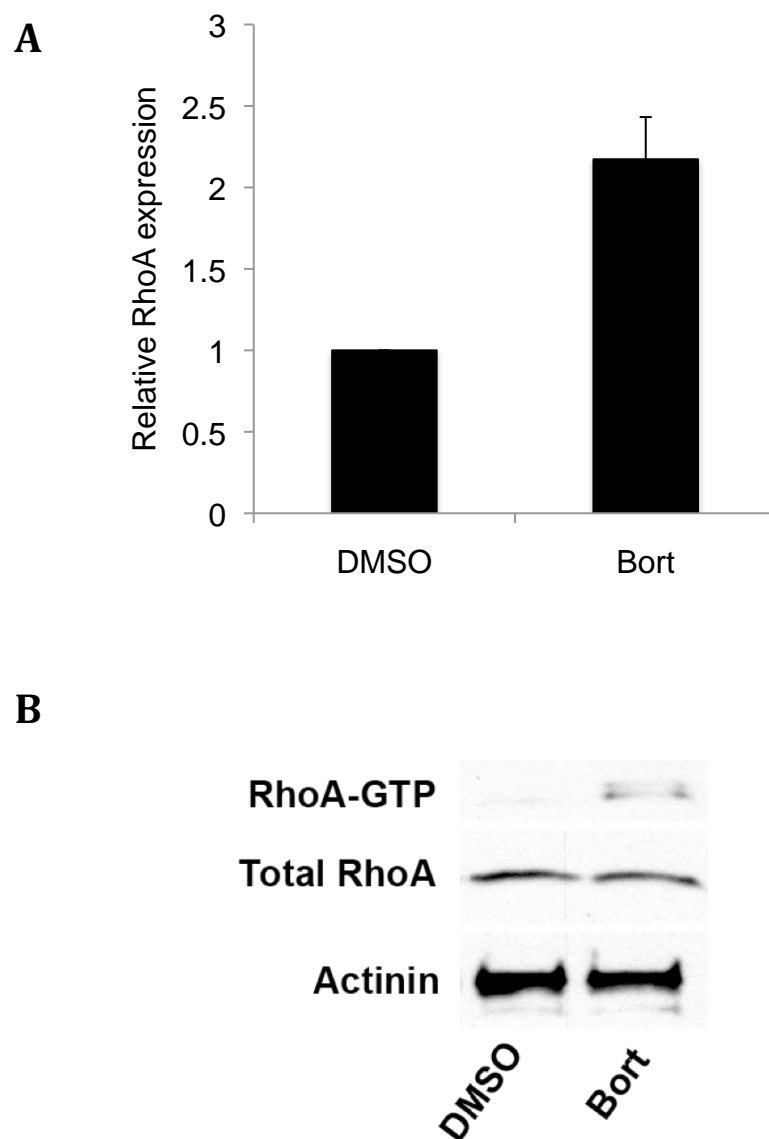 A
Relative RhoA expression
3
2.5
2
1.5
1
0.5
0
DMSO
Bort
B
RhoA-GTP
Total RhoA
Actinin
DMSO
Bort